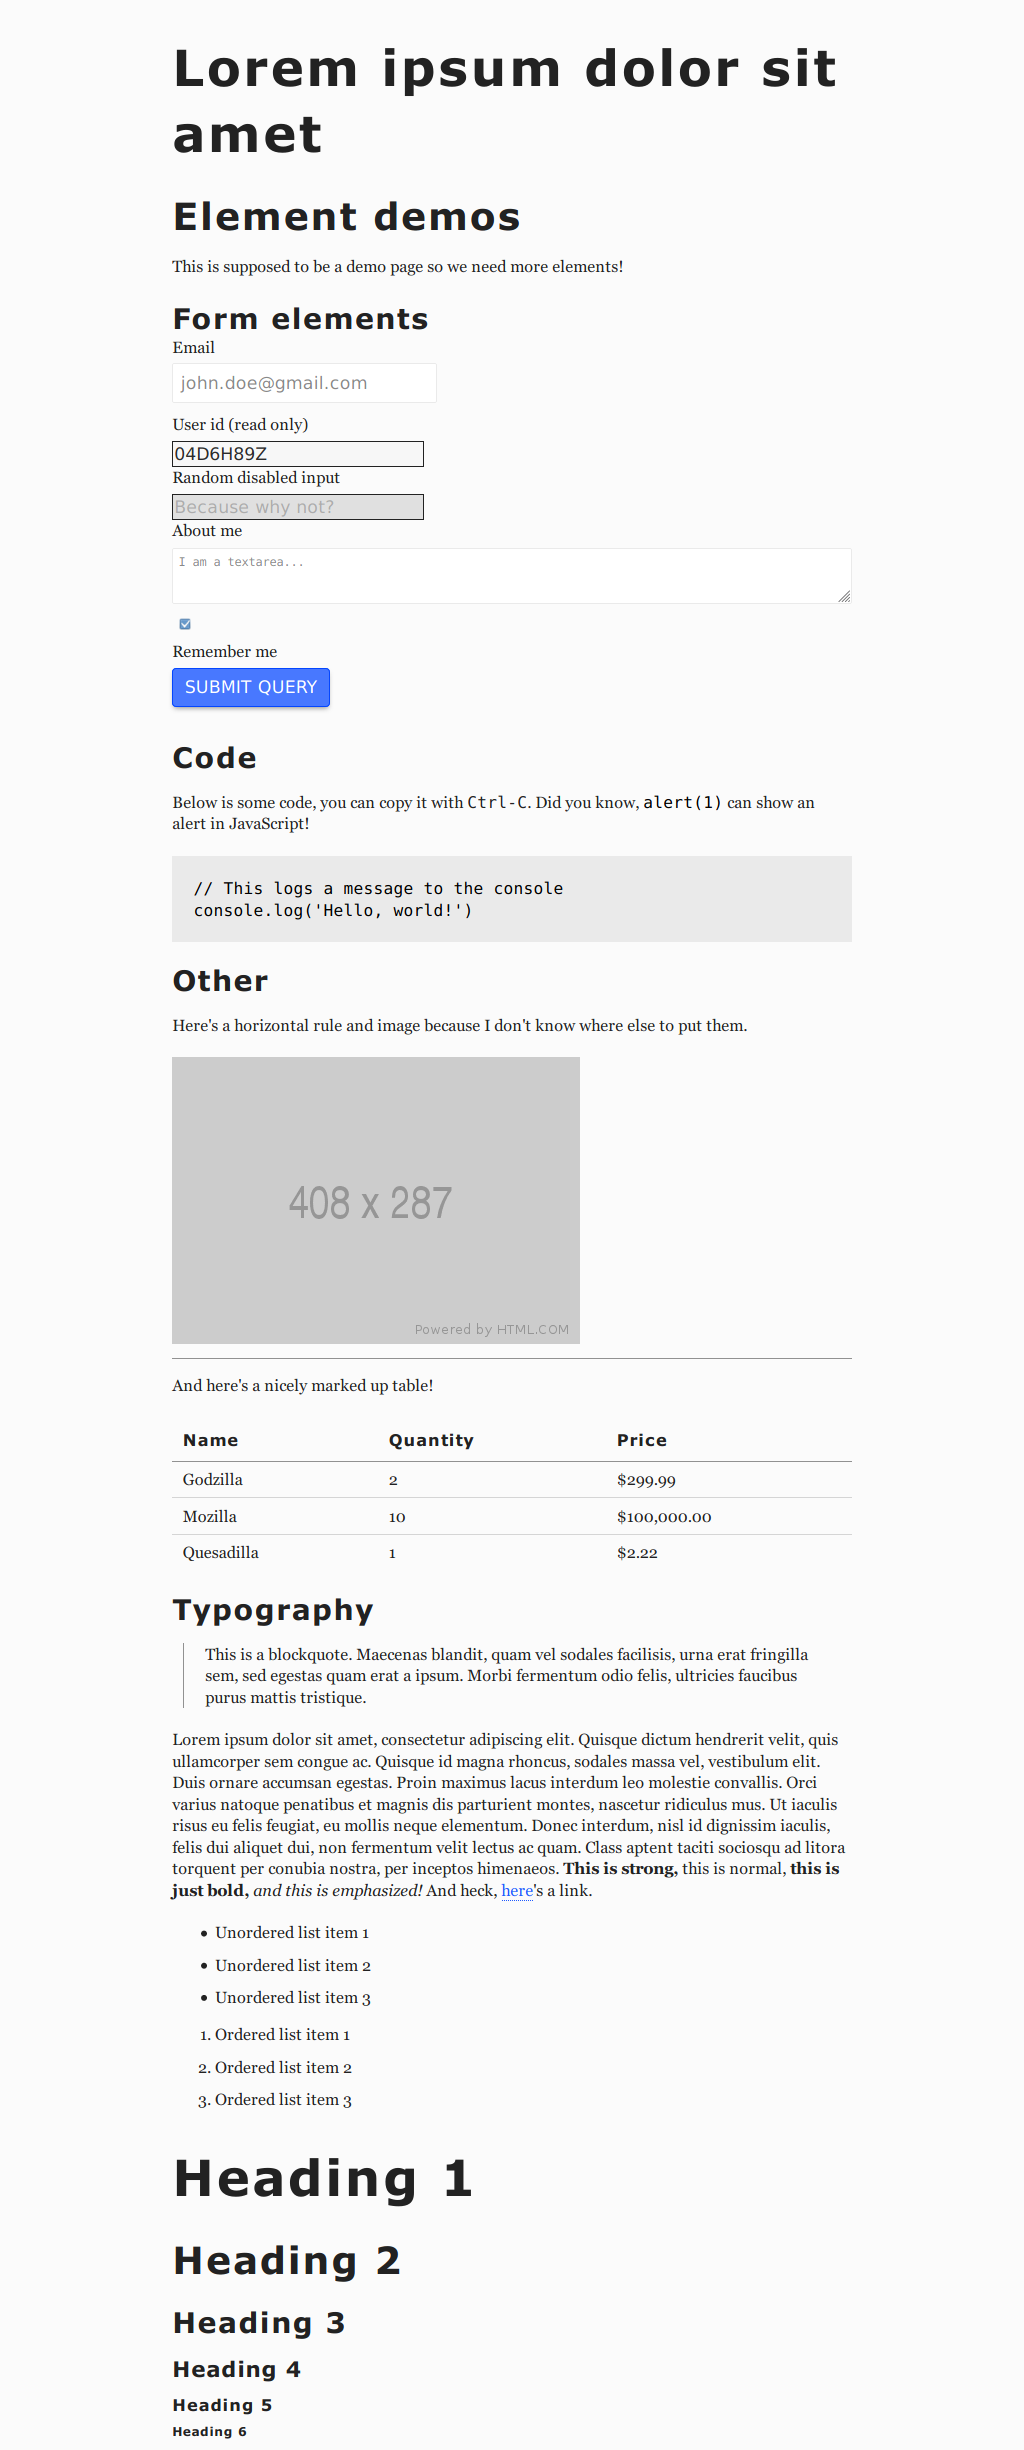 Lorem ipsum dolor sit
amet
Element demos
This is supposed to be a demo page so we need more elements!
Form elements
Email
john.doe@gmail.com
User id (read only)
04D6H89Z
Random disabled input
Because why not?
About me
I am a textarea...
Remember me
SUBMIT QUERY
Code
Below is some code, you can copy it with Ctrl-C. Did you know, alert(1) can show an
alert in JavaScript!
// This logs a message to the console
console.log('Hello, world!')
Other
Here's a horizontal rule and image because I don't know where else to put them.
408 x 287
Powered by HTML.COM
And here's a nicely marked up table!
Name Quantity Price
Godzilla 2 $299.99
Mozilla 10 $100,000.00
Quesadilla 1 $2.22
Typography
This is a blockquote. Maecenas blandit, quam vel sodales facilisis, urna erat fringilla
sem, sed egestas quam erat a ipsum. Morbi fermentum odio felis, ultricies faucibus
purus mattis tristique.
Lorem ipsum dolor sit amet, consectetur adipiscing elit. Quisque dictum hendrerit velit, quis
ullamcorper sem congue ac. Quisque id magna rhoncus, sodales massa vel, vestibulum elit.
Duis ornare accumsan egestas. Proin maximus lacus interdum leo molestie convallis. Orci
varius natoque penatibus et magnis dis parturient montes, nascetur ridiculus mus. Ut iaculis
risus eu felis feugiat, eu mollis neque elementum. Donec interdum, nisl id dignissim iaculis,
felis dui aliquet dui, non fermentum velit lectus ac quam. Class aptent taciti sociosqu ad litora
torquent per conubia nostra, per inceptos himenaeos. This is strong, this is normal, this is
just bold, and this is emphasized! And heck, here's a link.
• Unordered list item 1
• Unordered list item 2
• Unordered list item 3
1. Ordered list item 1
2. Ordered list item 2
3. Ordered list item 3
Heading 1
Heading 2
Heading 3
Heading 4
Heading 5
Heading 6